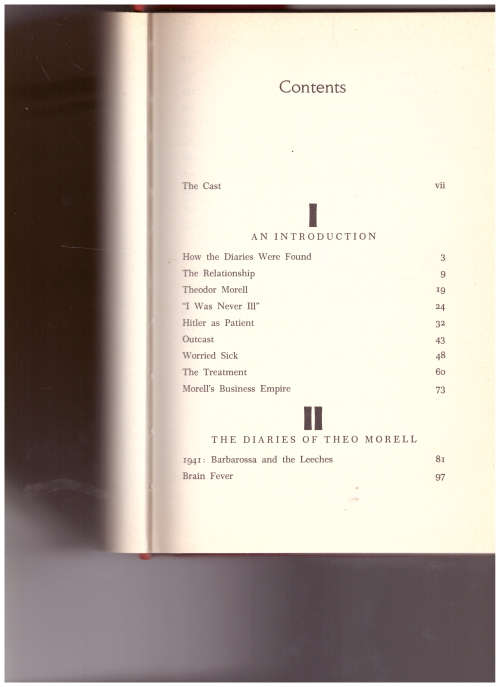 Contents
The Cast vii
I
AN INTRODUCTION
How the Diaries Were Found 3
The Relationship 9
Theodor Morell 19
"I Was Never Ill" 24
Hitler as Patient 32
Outcast 43
Worried Sick 48
The Treatment 60
Morell's Business Empire 73
II
THE DIARIES OF THEO MORELL
1941: Barbarossa and the Leeches 81
Brain Fever 97